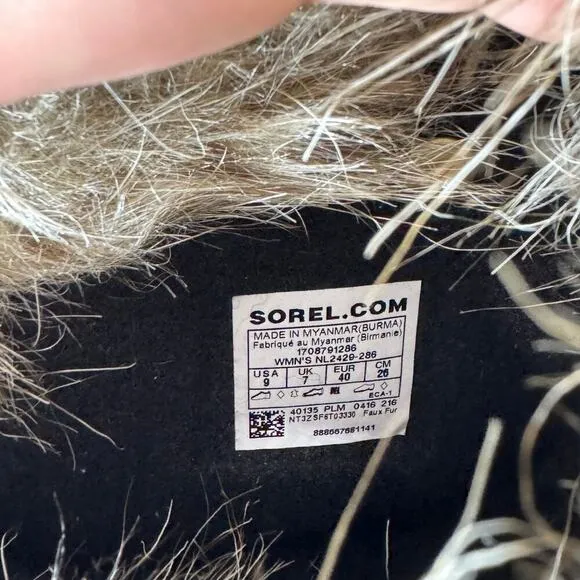 SOREL.COM
MADE IN MYANMAR(BURMA)
Fabriqué au Myanmar (Birmanie)
1708791286
WMN'S NL2429-286
USA UK EUR CM
9 7 40 26
ECA-1
40135 PLM 0416 216
NT3ZSF6T03330 Faux Fur
888667681141